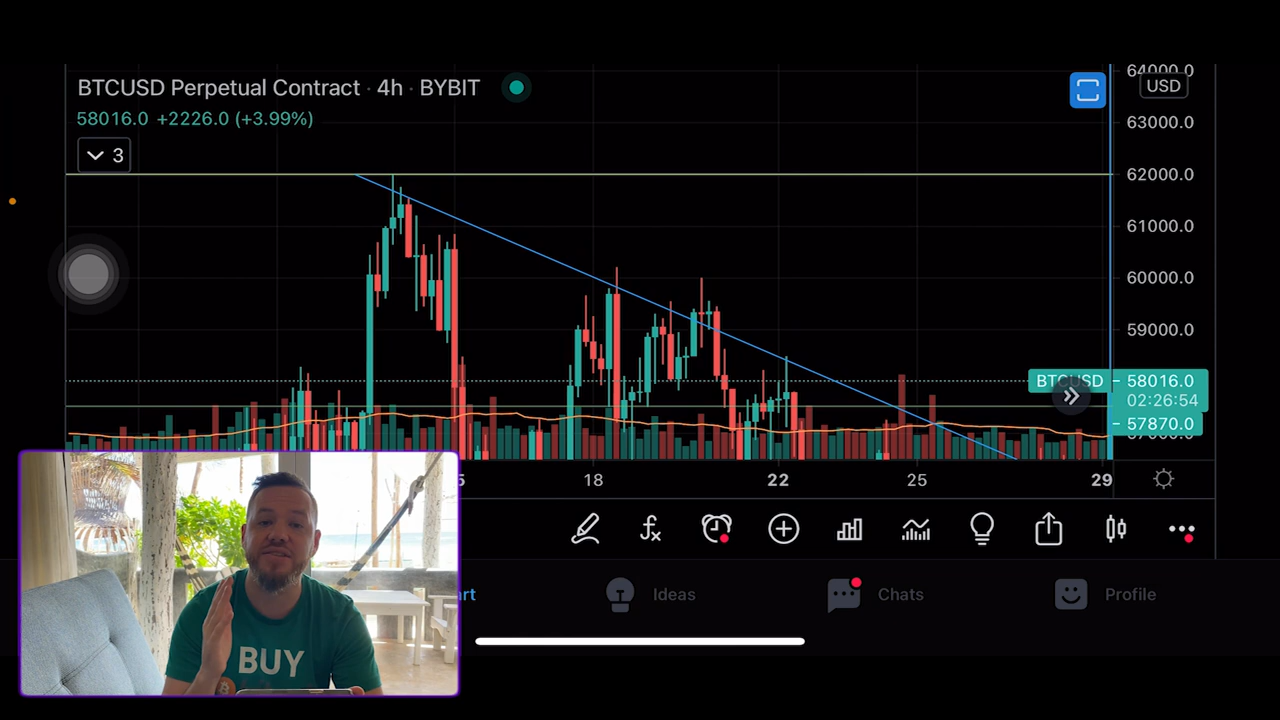 BTCUSD Perpetual Contract · 4h · BYBIT
58016.0 +2226.0 (+3.99%)
3
64000.0
USD
63000.0
62000.0
61000.0
60000.0
59000.0
BTCUSD
58016.0
02:26:54
57870.0
18
22
25
29
Ideas
Chats
Profile
BUY